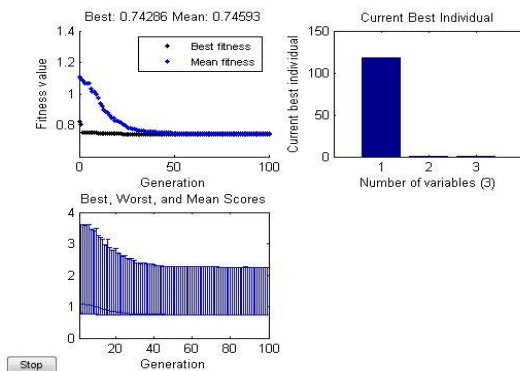 Best: 0.74286 Mean: 0.74593
1.4
1.2
1
0.8
Fitness value
Best fitness
Mean fitness
0
50
100
Generation
Current Best Individual
150
100
50
0
Current best individual
1
2
3
Number of variables (3)
Best, Worst, and Mean Scores
4
3
2
1
0
20
40
60
80
100
Generation
Stop